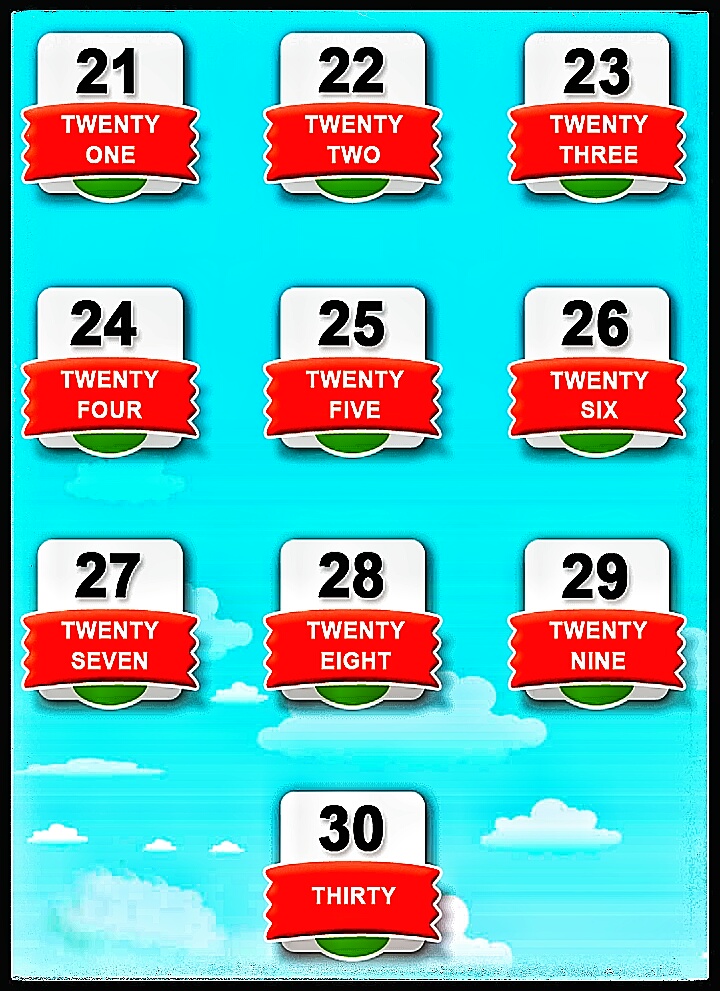 21
TWENTY
ONE
22
TWENTY
TWO
23
TWENTY
THREE
24
TWENTY
FOUR
25
TWENTY
FIVE
26
TWENTY
SIX
27
TWENTY
SEVEN
28
TWENTY
EIGHT
29
TWENTY
NINE
30
THIRTY